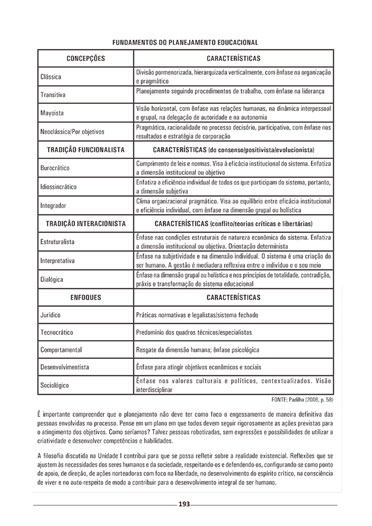 FUNDAMENTOS DO PLANEJAMENTO EDUCACIONAL
CONCEPÇÕES CARACTERÍSTICAS
Clássica
Divisão pormenorizada, hierarquizada verticalmente, com ênfase na organização
e pragmático
Transitiva
Planejamento seguindo procedimentos de trabalho, com ênfase na liderança
Mayoista
Visão horizontal, com ênfase nas relações humanas, na dinâmica interpessoal
e grupal, na delegação de autoridade e na autonomia
Neoclássica/Por objetivos
Pragmático, racionalidade no processo decisório, participativo, com ênfase nos
resultados e estratégia de corporação
TRADIÇÃO FUNCIONALISTA CARACTERÍSTICAS (do consenso/positivista/evolucionista)
Burocrático
Cumprimento de leis e normas. Visa à eficácia institucional do sistema. Enfatiza
a dimensão institucional ou objetivo
Idiossincrático
Enfatiza a eficiência individual de todos os que participam do sistema, portanto,
a dimensão subjetiva
Integrador
Clima organizacional pragmático. Visa ao equilíbrio entre eficácia institucional
e eficiência individual, com ênfase na dimensão grupal ou holística
TRADIÇÃO INTERACIONISTA CARACTERÍSTICAS (conflito/teorias críticas e libertárias)
Estruturalista
Ênfase nas condições estruturais de natureza econômica do sistema. Enfatiza
a dimensão institucional ou objetiva. Orientação determinista
Interpretativa
Ênfase na subjetividade e na dimensão individual. O sistema é uma criação do
ser humano. A gestão é mediadora reflexiva entre o indivíduo e o seu meio
Dialógica
Ênfase na dimensão grupal ou holística e nos princípios de totalidade, contradição,
práxis e transformação do sistema educacional
ENFOQUES CARACTERÍSTICAS
Jurídico
Práticas normativas e legalistas/sistema fechado
Tecnocrático
Predomínio dos quadros técnicos/especialistas
Comportamental
Resgate da dimensão humana; ênfase psicológica
Desenvolvimentista
Ênfase para atingir objetivos econômicos e sociais
Sociológico
Ênfase nos valores culturais e políticos, contextualizados. Visão
interdisciplinar
FONTE: Padilha (2008, p. 58)
É importante compreender que o planejamento não deve ter como foco o engessamento de maneira definitiva das
pessoas envolvidas no processo. Pense em um plano em que todos devem seguir rigorosamente as ações previstas para
o atingimento dos objetivos. Como seríamos? Talvez pessoas robotizadas, sem expressões e possibilidades de utilizar a
criatividade e desenvolver competências e habilidades.
A filosofia discutida na Unidade I contribui para que se possa refletir sobre a realidade existencial. Reflexões que se
ajustem às necessidades dos seres humanos e da sociedade, respeitando-os e defendendo-os, configurando-se como ponto
de apoio, de direção, de ações norteadoras com foco na liberdade, no desenvolvimento do espírito crítico, na consciência
de viver e no auto-respeito de modo a contribuir para o desenvolvimento integral do ser humano.
193